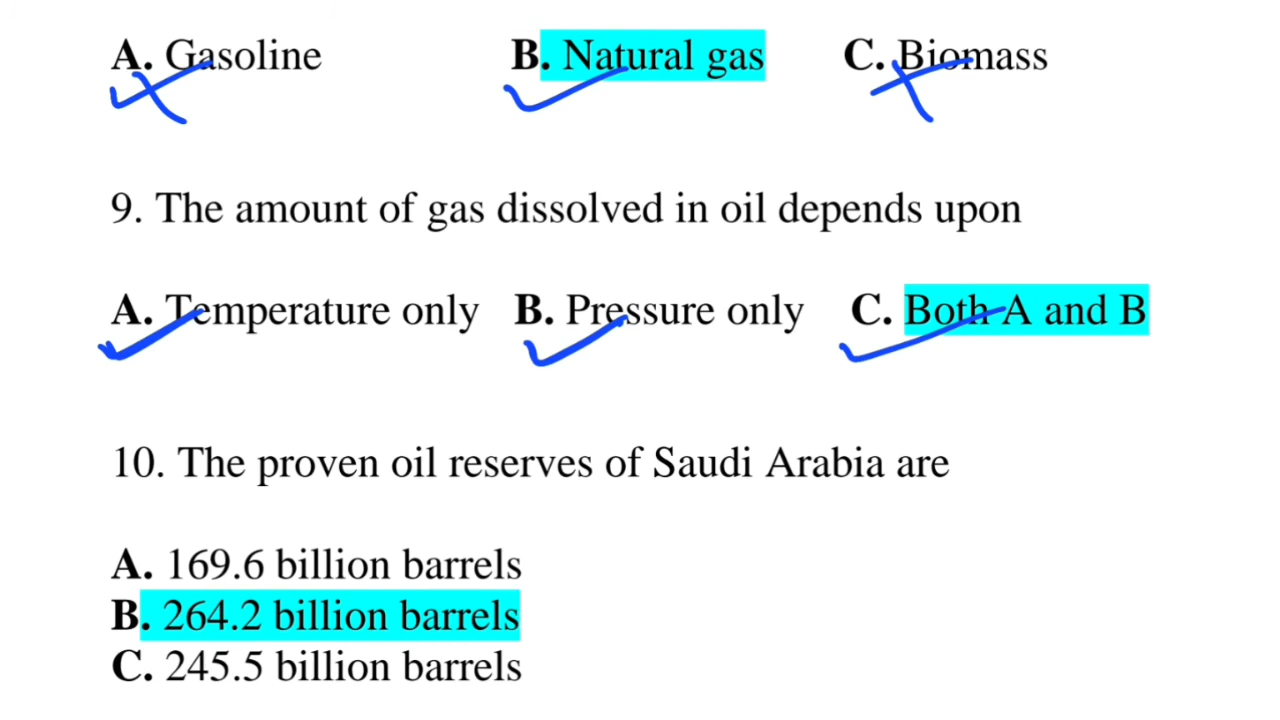 A. Gasoline B. Natural gas C. Biomass
9. The amount of gas dissolved in oil depends upon
A. Temperature only B. Pressure only C. Both A and B
10. The proven oil reserves of Saudi Arabia are
A. 169.6 billion barrels
B. 264.2 billion barrels
C. 245.5 billion barrels